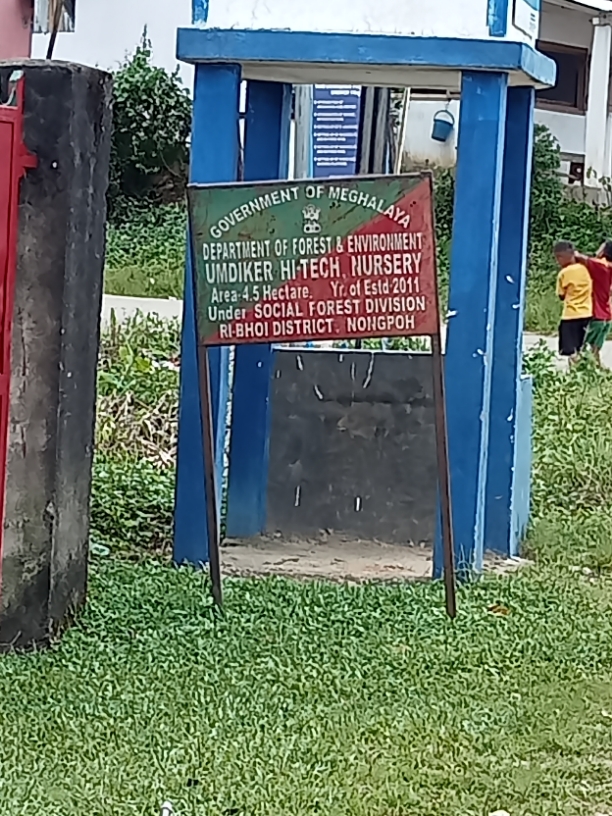 GOVERNMENT OF MEGHALAYA
DEPARTMENT OF FOREST & ENVIRONMENT
UMDIKER HI-TECH. NURSERY
Area-4.5 Hectare, Yr. of Estd-2011
Under SOCIAL FOREST DIVISION
RI-BHOI DISTRICT, NONGPOH